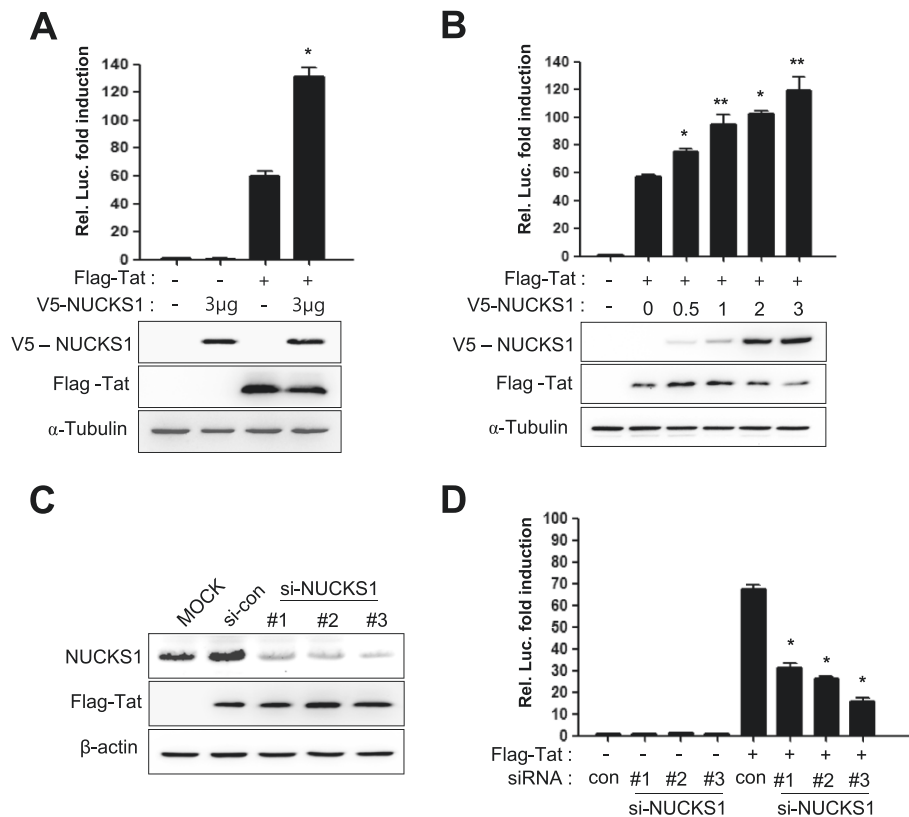 A
Rel. Luc. fold induction
140
120
100
80
60
40
20
0
*
Flag-Tat : - - + +
V5-NUCKS1 : - 3µg - 3µg
V5 – NUCKS1
Flag -Tat
α-Tubulin
B
Rel. Luc. fold induction
140
120
100
80
60
40
20
0
* ** * **
Flag-Tat : - + + + + +
V5-NUCKS1 : - 0 0.5 1 2 3
V5 – NUCKS1
Flag -Tat
α-Tubulin
C
MOCK si-con si-NUCKS1
#1 #2 #3
NUCKS1
Flag-Tat
β-actin
D
Rel. Luc. fold induction
100
90
80
70
60
50
40
30
20
10
0
* * *
Flag-Tat : - - - - + + + +
siRNA : con #1 #2 #3 con #1 #2 #3
si-NUCKS1 si-NUCKS1